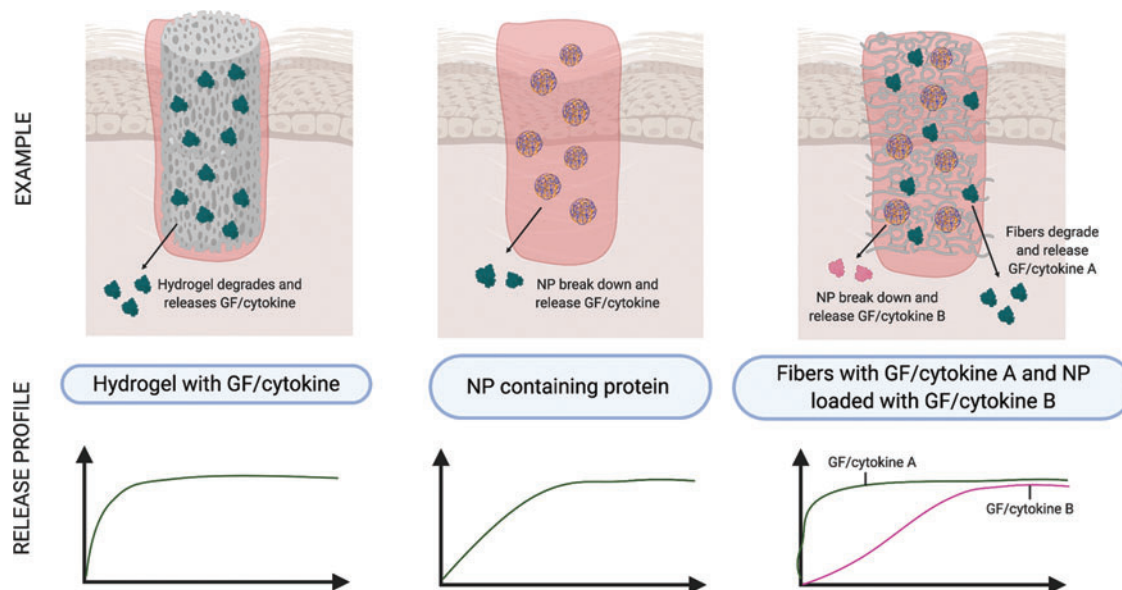 EXAMPLE
Hydrogel degrades and
releases GF/cytokine
NP break down and
release GF/cytokine
Fibers degrade
and release
GF/cytokine A
NP break down and
release GF/cytokine B
Hydrogel with GF/cytokine
NP containing protein
Fibers with GF/cytokine A and NP
loaded with GF/cytokine B
RELEASE PROFILE
GF/cytokine A
GF/cytokine B